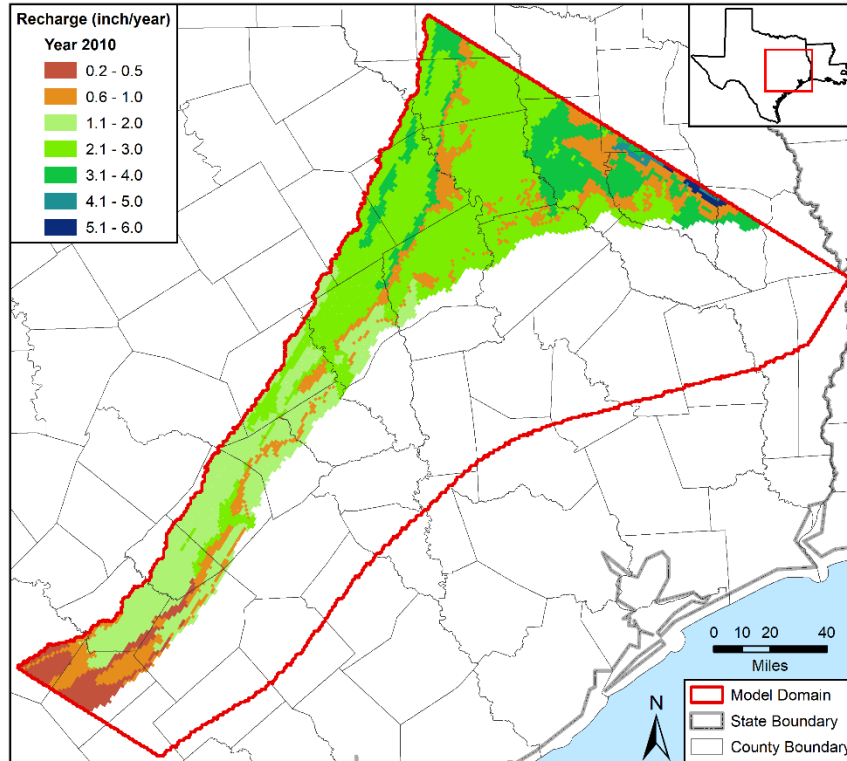 Recharge (inch/year)
Year 2010
0.2 - 0.5
0.6 - 1.0
1.1 - 2.0
2.1 - 3.0
3.1 - 4.0
4.1 - 5.0
5.1 - 6.0
0 10 20 40
Miles
N
Model Domain
State Boundary
County Boundary